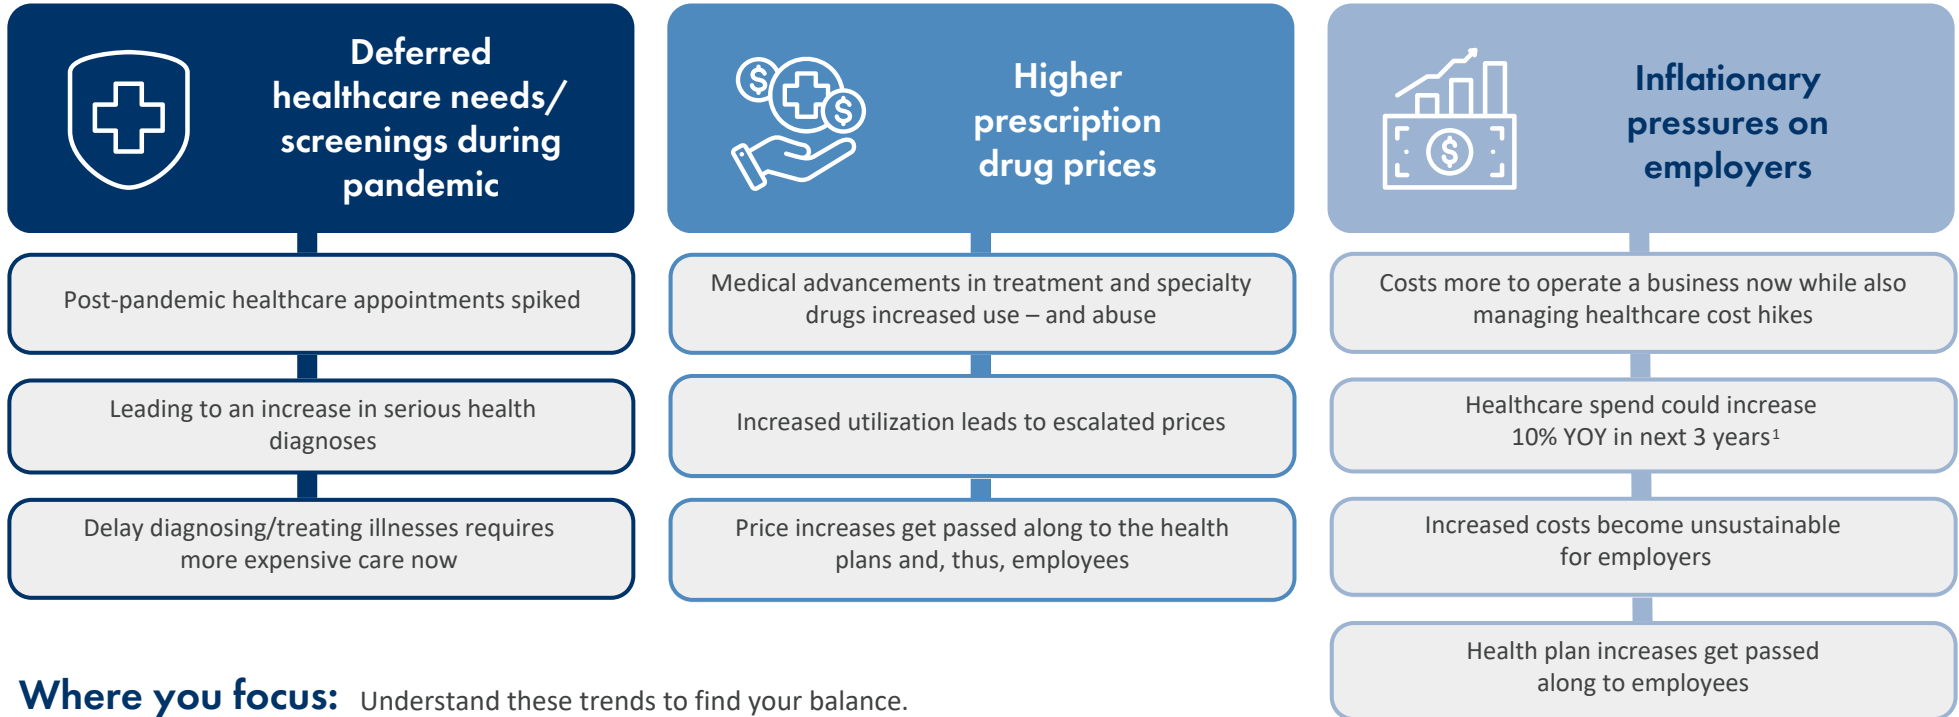 Deferred
healthcare needs/
screenings during
pandemic
Post-pandemic healthcare appointments spiked
Leading to an increase in serious health
diagnoses
Delay diagnosing/treating illnesses requires
more expensive care now
$
$
Higher
prescription
drug prices
Medical advancements in treatment and specialty
drugs increased use – and abuse
Increased utilization leads to escalated prices
Price increases get passed along to the health
plans and, thus, employees
$
Inflationary
pressures on
employers
Costs more to operate a business now while also
managing healthcare cost hikes
Healthcare spend could increase
10% YOY in next 3 years¹
Increased costs become unsustainable
for employers
Health plan increases get passed
along to employees
Where you focus: Understand these trends to find your balance.